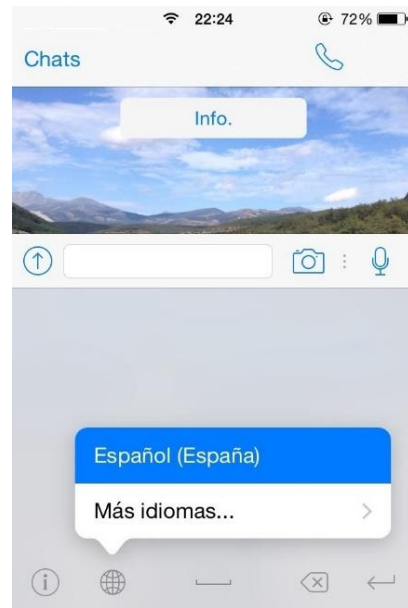 22:24 72%
Chats
Info.
Español (España)
Más idiomas...